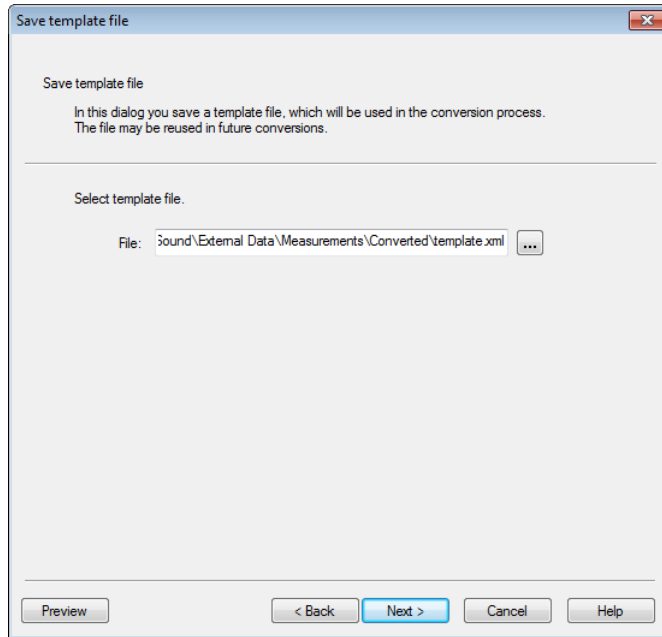 Save template file
Save template file
In this dialog you save a template file, which will be used in the conversion process.
The file may be reused in future conversions.
Select template file.
File: Sound\External Data\Measurements\Converted\template.xml ...
Preview < Back Next > Cancel Help